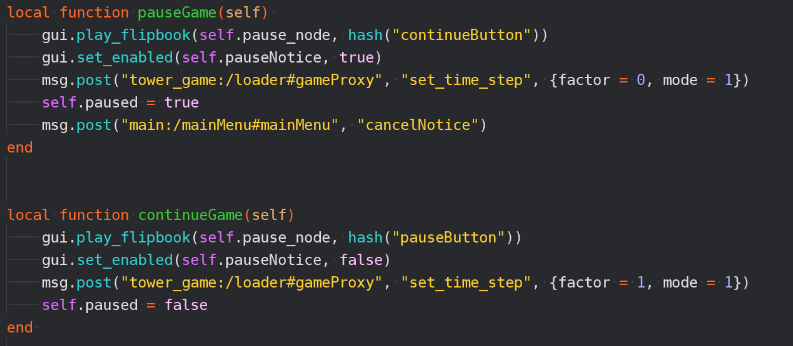 local function pauseGame(self)
gui.play_flipbook(self.pause_node, hash("continueButton"))
gui.set_enabled(self.pauseNotice, true)
msg.post("tower_game:/loader#gameProxy", "set_time_step", {factor = 0, mode = 1})
self.paused = true
msg.post("main:/mainMenu#mainMenu", "cancelNotice")
end
local function continueGame(self)
gui.play_flipbook(self.pause_node, hash("pauseButton"))
gui.set_enabled(self.pauseNotice, false)
msg.post("tower_game:/loader#gameProxy", "set_time_step", {factor = 1, mode = 1})
self.paused = false
end